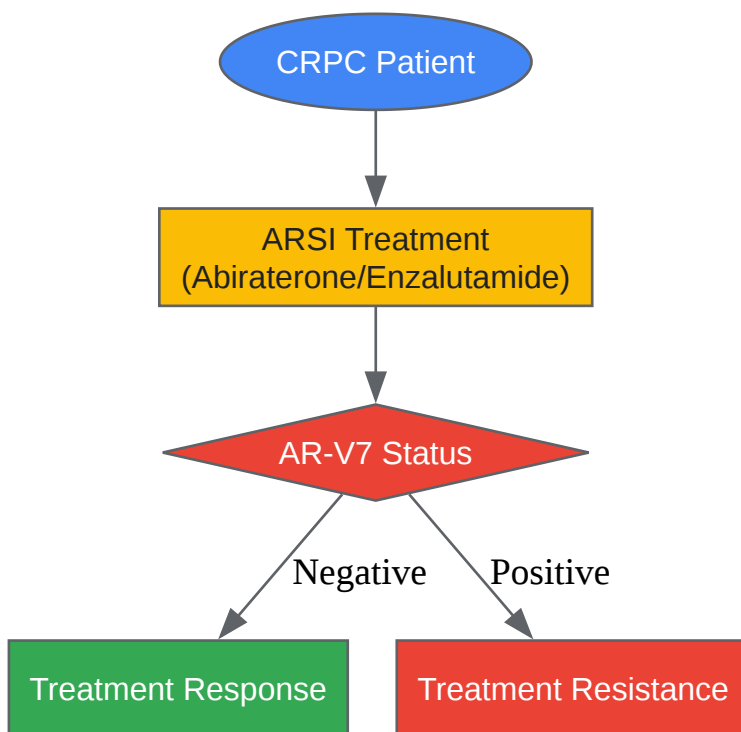 CRPC Patient
ARSI Treatment
(Abiraterone/Enzalutamide)
AR-V7 Status
Negative
Positive
Treatment Response
Treatment Resistance